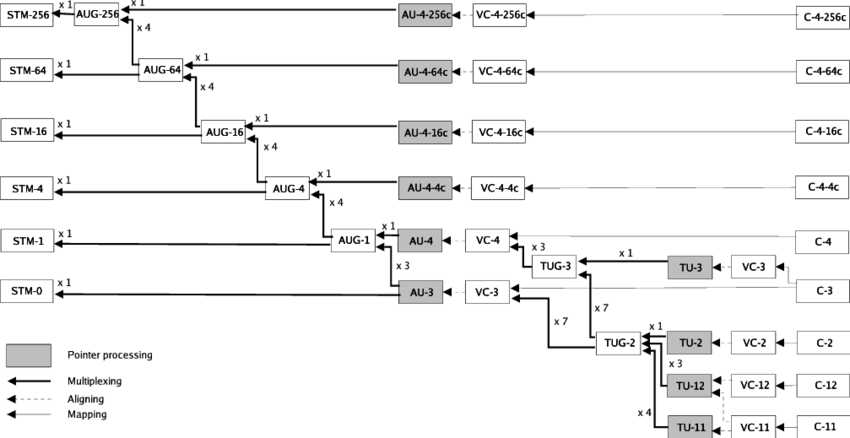 x 1 x 1
STM-256 AUG-256 AU-4-256c VC-4-256c C-4-256c
x 4
x 1 x 1
STM-64 AUG-64 AU-4-64c VC-4-64c C-4-64c
x 4
x 1 x 1
STM-16 AUG-16 AU-4-16c VC-4-16c C-4-16c
x 4
x 1 x 1
STM-4 AUG-4 AU-4-4c VC-4-4c C-4-4c
x 4
x 1 x 1
STM-1 AUG-1 AU-4 VC-4 C-4
x 3 x 1
x 3 TUG-3 TU-3 VC-3
x 1
STM-0 AU-3 VC-3 C-3
x 7 x 7
x 1
TUG-2 TU-2 VC-2 C-2
Pointer processing
x 3
Multiplexing TU-12 VC-12 C-12
Aligning
x 4
Mapping
TU-11 VC-11 C-11